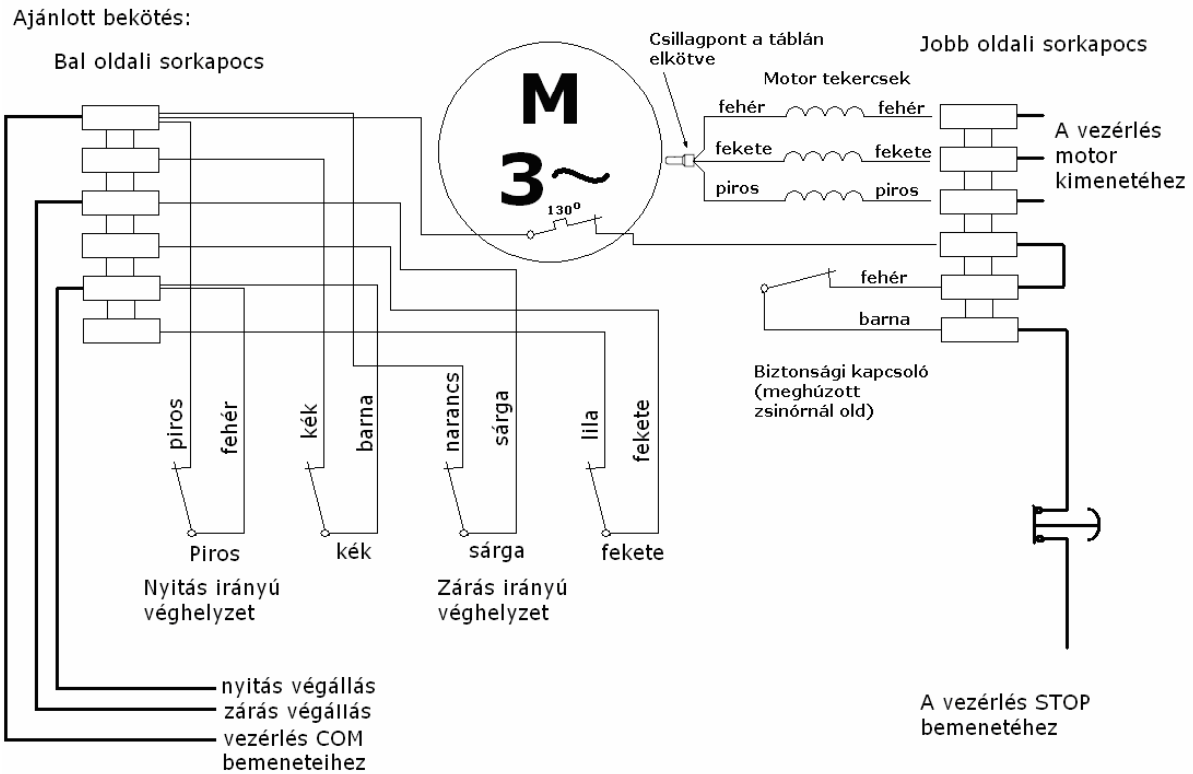 Ajánlott bekötés:
Bal oldali sorkapocs
Csillagpont a táblán
elkötve
Jobb oldali sorkapocs
Motor tekercsek
M
3~
130⁰
fehér
fehér
fekete
fekete
piros
piros
A vezérlés
motor
kimenetéhez
fehér
barna
Biztonsági kapcsoló
(meghúzott
zsinórnál old)
piros
fehér
kék
barna
narancs
sárga
lila
fekete
Piros
kék
sárga
fekete
Nyitás irányú
véghelyzet
Zárás irányú
véghelyzet
nyitás végállás
zárás végállás
vezérlés COM
bemeneteihez
A vezérlés STOP
bemenetéhez